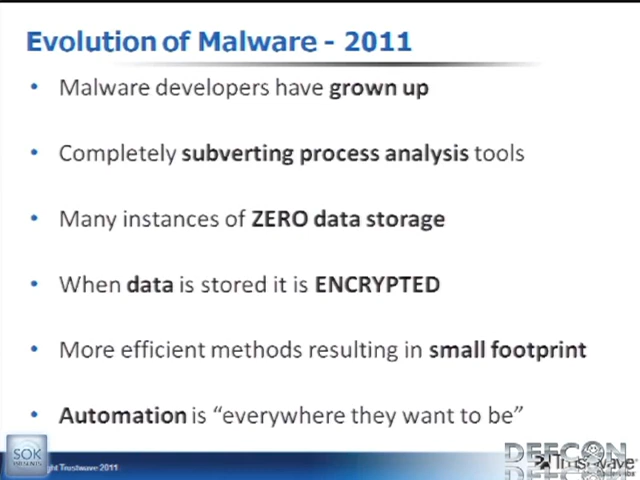 Evolution of Malware - 2011
• Malware developers have grown up
• Completely subverting process analysis tools
• Many instances of ZERO data storage
• When data is stored it is ENCRYPTED
• More efficient methods resulting in small footprint
• Automation is “everywhere they want to be”
SOK
ght Trustwave 2011
DEFCON
Trustwave